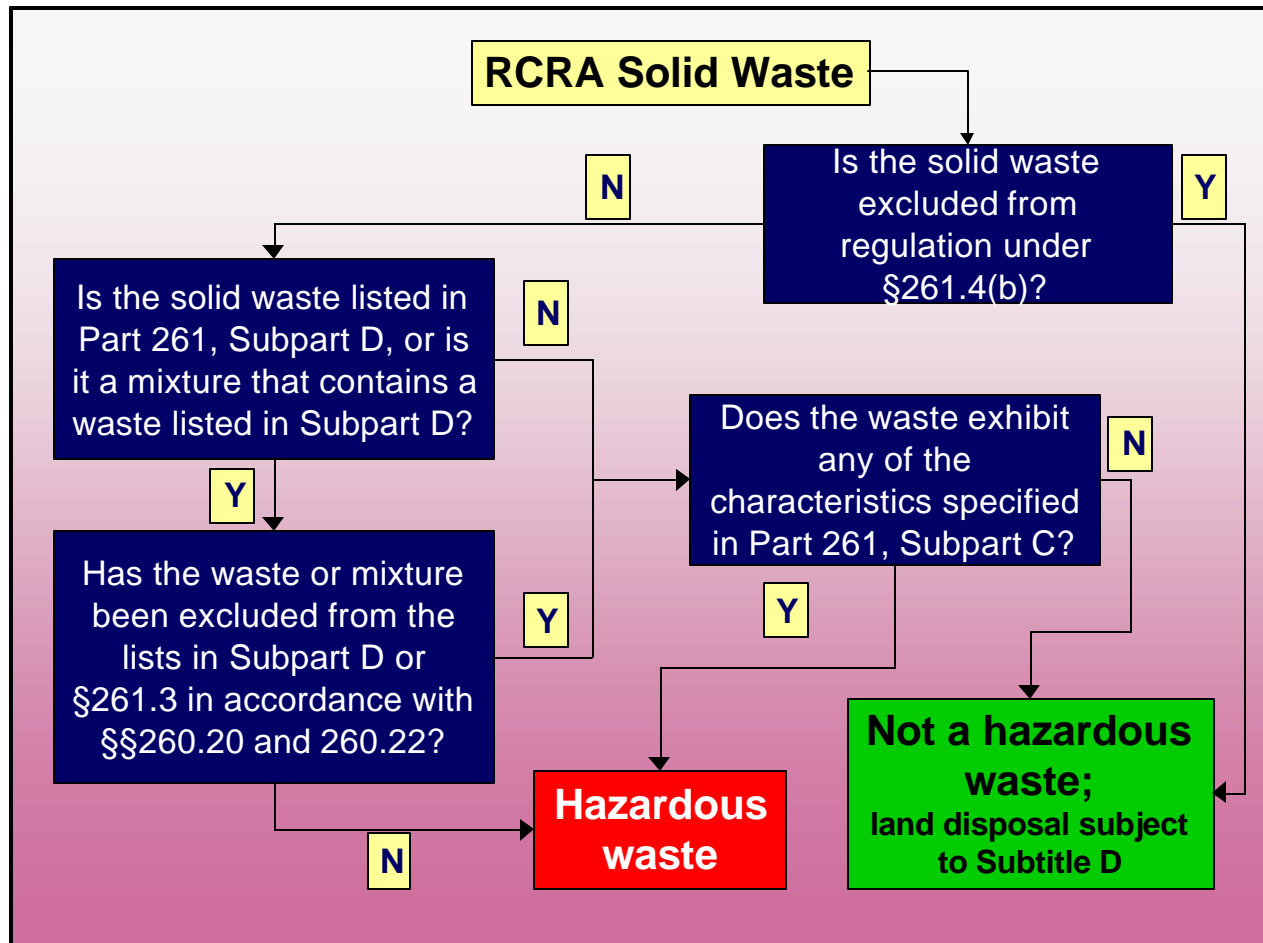 RCRA Solid Waste
Is the solid waste
excluded from
regulation under
§261.4(b)?
N
Y
Is the solid waste listed in
Part 261, Subpart D, or is
it a mixture that contains a
waste listed in Subpart D?
N
Y
Does the waste exhibit
any of the
characteristics specified
in Part 261, Subpart C?
N
Y
Has the waste or mixture
been excluded from the
lists in Subpart D or
§261.3 in accordance with
§§260.20 and 260.22?
Y
N
Hazardous
waste
Not a hazardous
waste;
land disposal subject
to Subtitle D